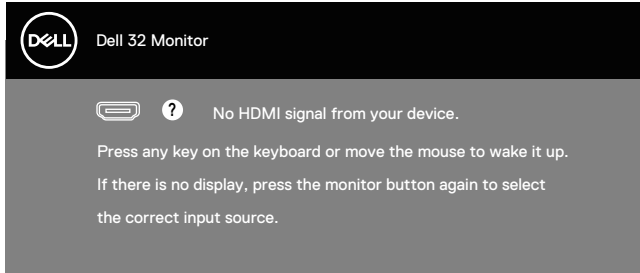 DELL
Dell 32 Monitor
? No HDMI signal from your device.
Press any key on the keyboard or move the mouse to wake it up.
If there is no display, press the monitor button again to select
the correct input source.